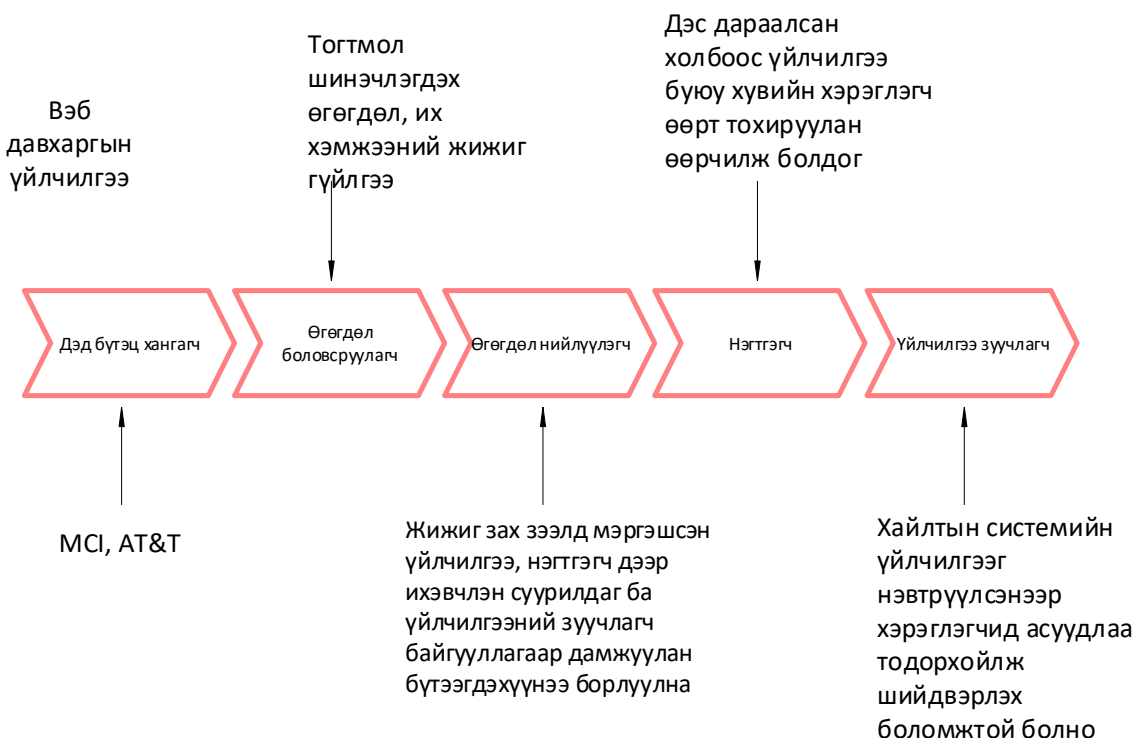 Вэб
давхаргын
үйлчилгээ
Тогтмол
шинэчлэгдэх
өгөгдөл, их
хэмжээний жижиг
гүйлгээ
Дэс дараалсан
холбоос үйлчилгээ
буюу хувийн хэрэглэгч
өөрт тохируулан
өөрчилж болдог
Дэд бүтэц хангагч
Өгөгдөл
боловсруулагч
Өгөгдөл нийлүүлэгч
Нэгтгэгч
Үйлчилгээ зуучлагч
MCI, AT&T
Жижиг зах зээлд мэргэшсэн
үйлчилгээ, нэгтгэгч дээр
ихэвчлэн суурилдаг ба
үйлчилгээний зуучлагч
байгууллагаар дамжуулан
бүтээгдэхүүнээ борлуулна
Хайлтын системийн
үйлчилгээг
нэвтрүүлсэнээр
хэрэглэгчид асуудлаа
тодорхойлж
шийдвэрлэх
боломжтой болно